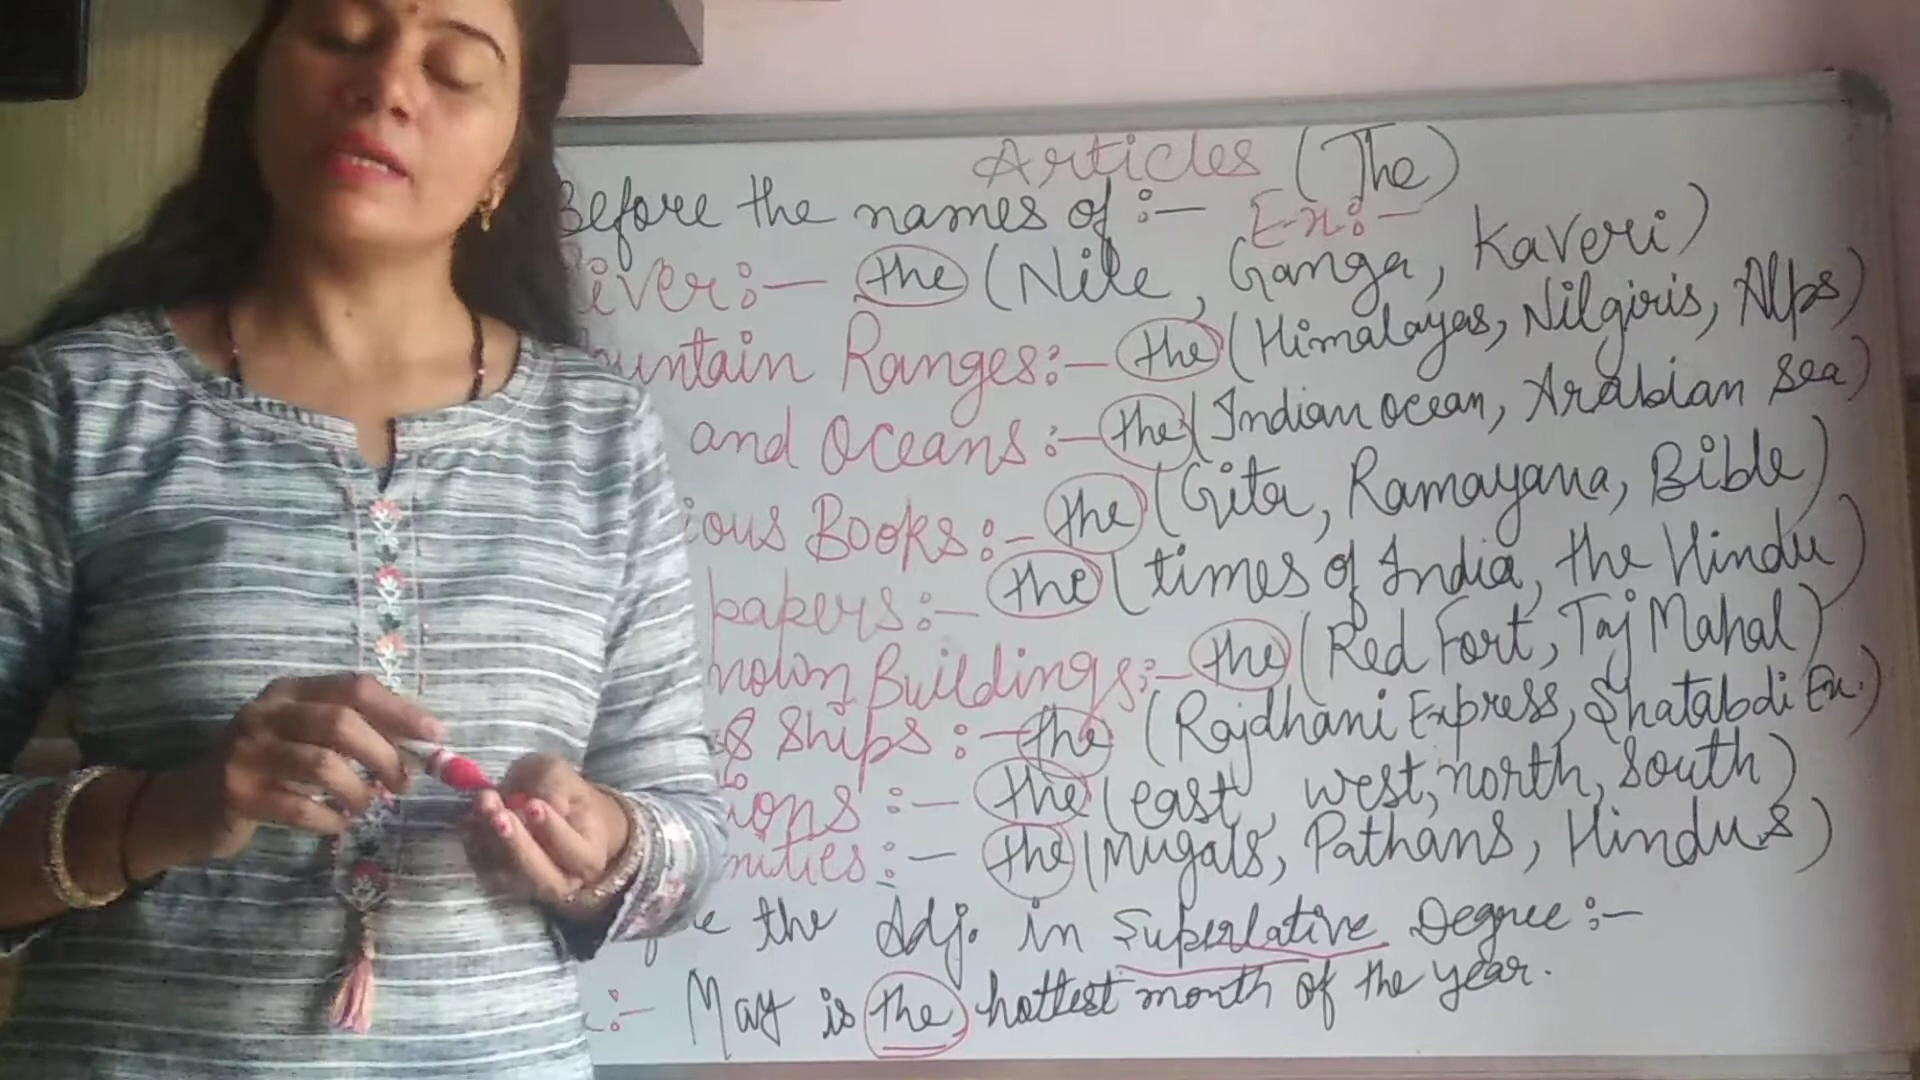 Articles (The)
Before the names of :- Ex:-
iver:- the (Nile, Ganga, Kaveri)
untain Ranges:- the (Himalayas, Nilgiris, Alps)
and Oceans:- the (Indian ocean, Arabian Sea)
ious Books:- the (Gita, Ramayana, Bible)
papers:- the (times of India, the Hindu)
nown Buildings:- the (Red Fort, Taj Mahal)
& Ships:- the (Rajdhani Express, Shatabdi Ex.)
ions:- the (east, west, north, South)
nities:- the (Mugals, Pathans, Hindus)
e the Adj. in Superlative Degree:-
:- May is the hottest month of the year.